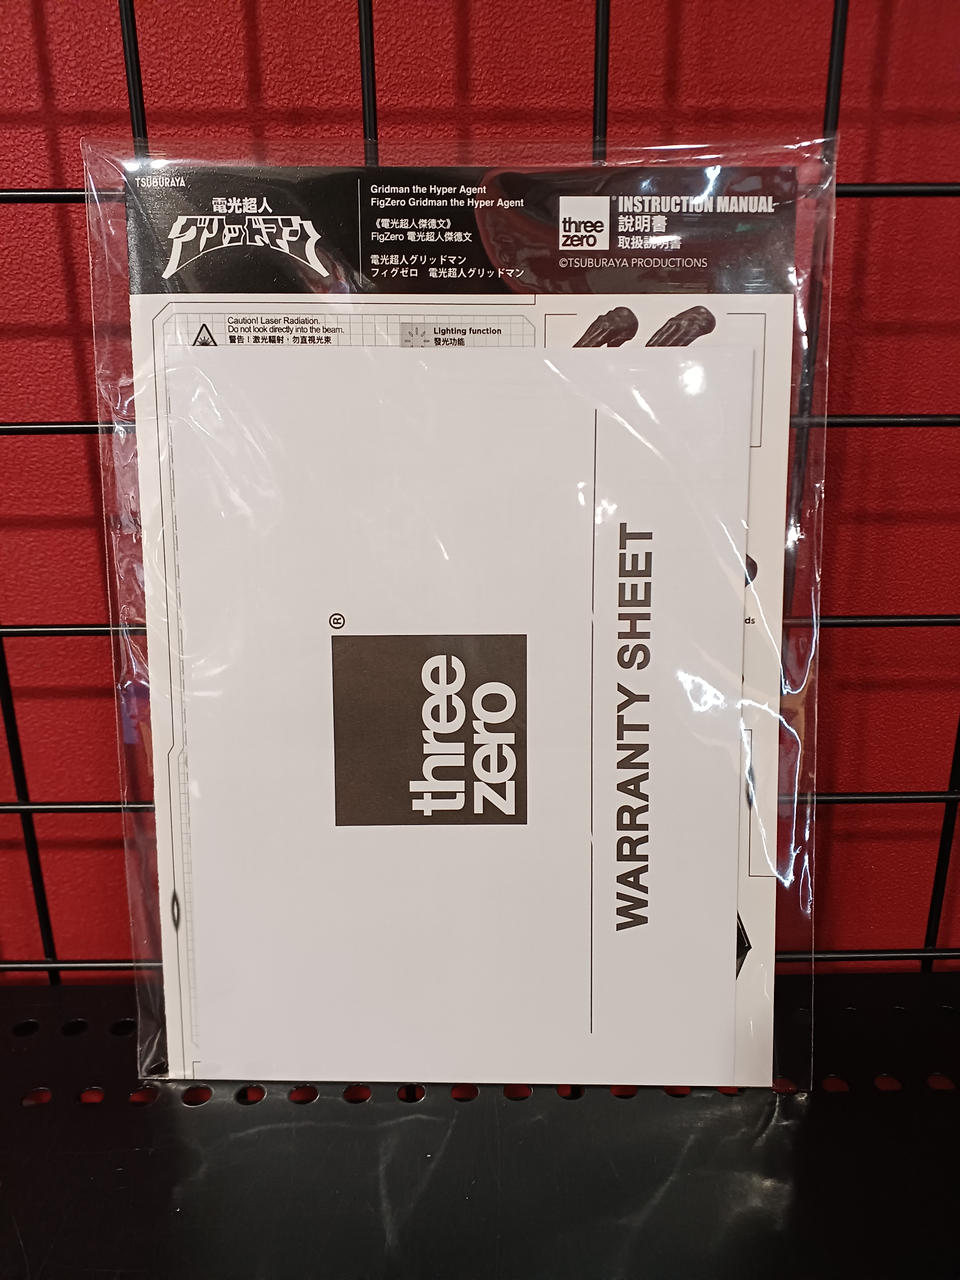 TSUBURAYA
電光超人
グリッドマン
Gridman the Hyper Agent
FigZero Gridman the Hyper Agent
《電光超人傑德文》
FigZero 電光超人傑德文
電光超人グリッドマン
フィグゼロ 電光超人グリッドマン
three
zero
®
INSTRUCTION MANUAL
說明書
取扱説明書
©TSUBURAYA PRODUCTIONS
Caution! Laser Radiation.
Do not look directly into the beam.
警告!激光輻射,勿直視光束
Lighting function
發光功能
ds
three
zero
®
WARRANTY SHEET